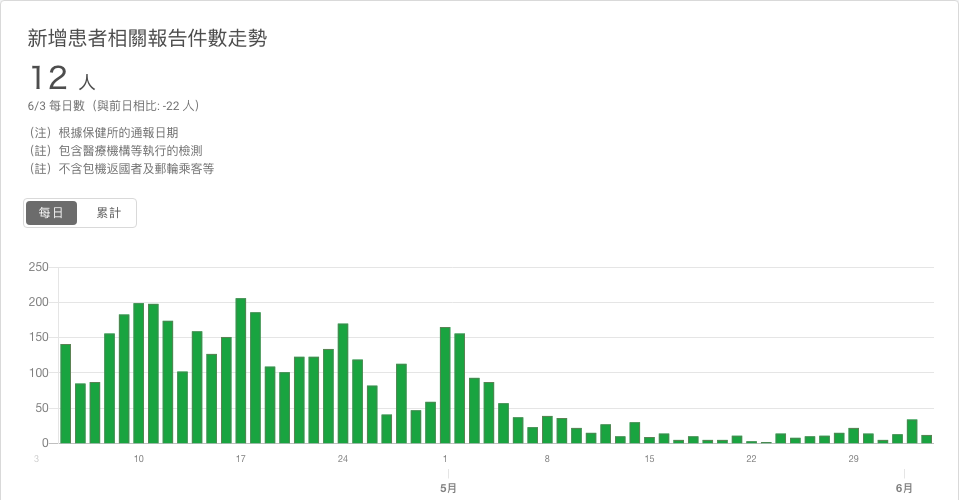 新增患者相關報告件數走勢
12 人
6/3 每日數（與前日相比: -22 人）
（注）根據保健所的通報日期
（註）包含醫療機構等執行的檢測
（註）不含包機返國者及郵輪乘客等
每日 累計
250
200
150
100
50
0
3 10 17 24 1 8 15 22 29
5月 6月